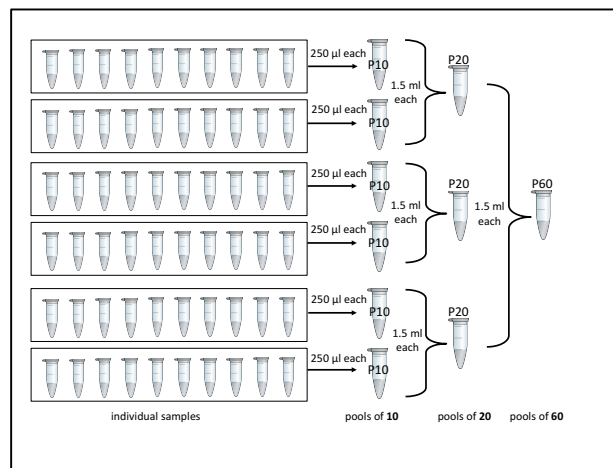 250 µl each
P10
P20
1.5 ml
each
250 µl each
P10
250 µl each
P10
P20
1.5 ml
each
P60
1.5 ml
each
250 µl each
P10
250 µl each
P10
P20
1.5 ml
each
250 µl each
P10
individual samples
pools of 10
pools of 20
pools of 60